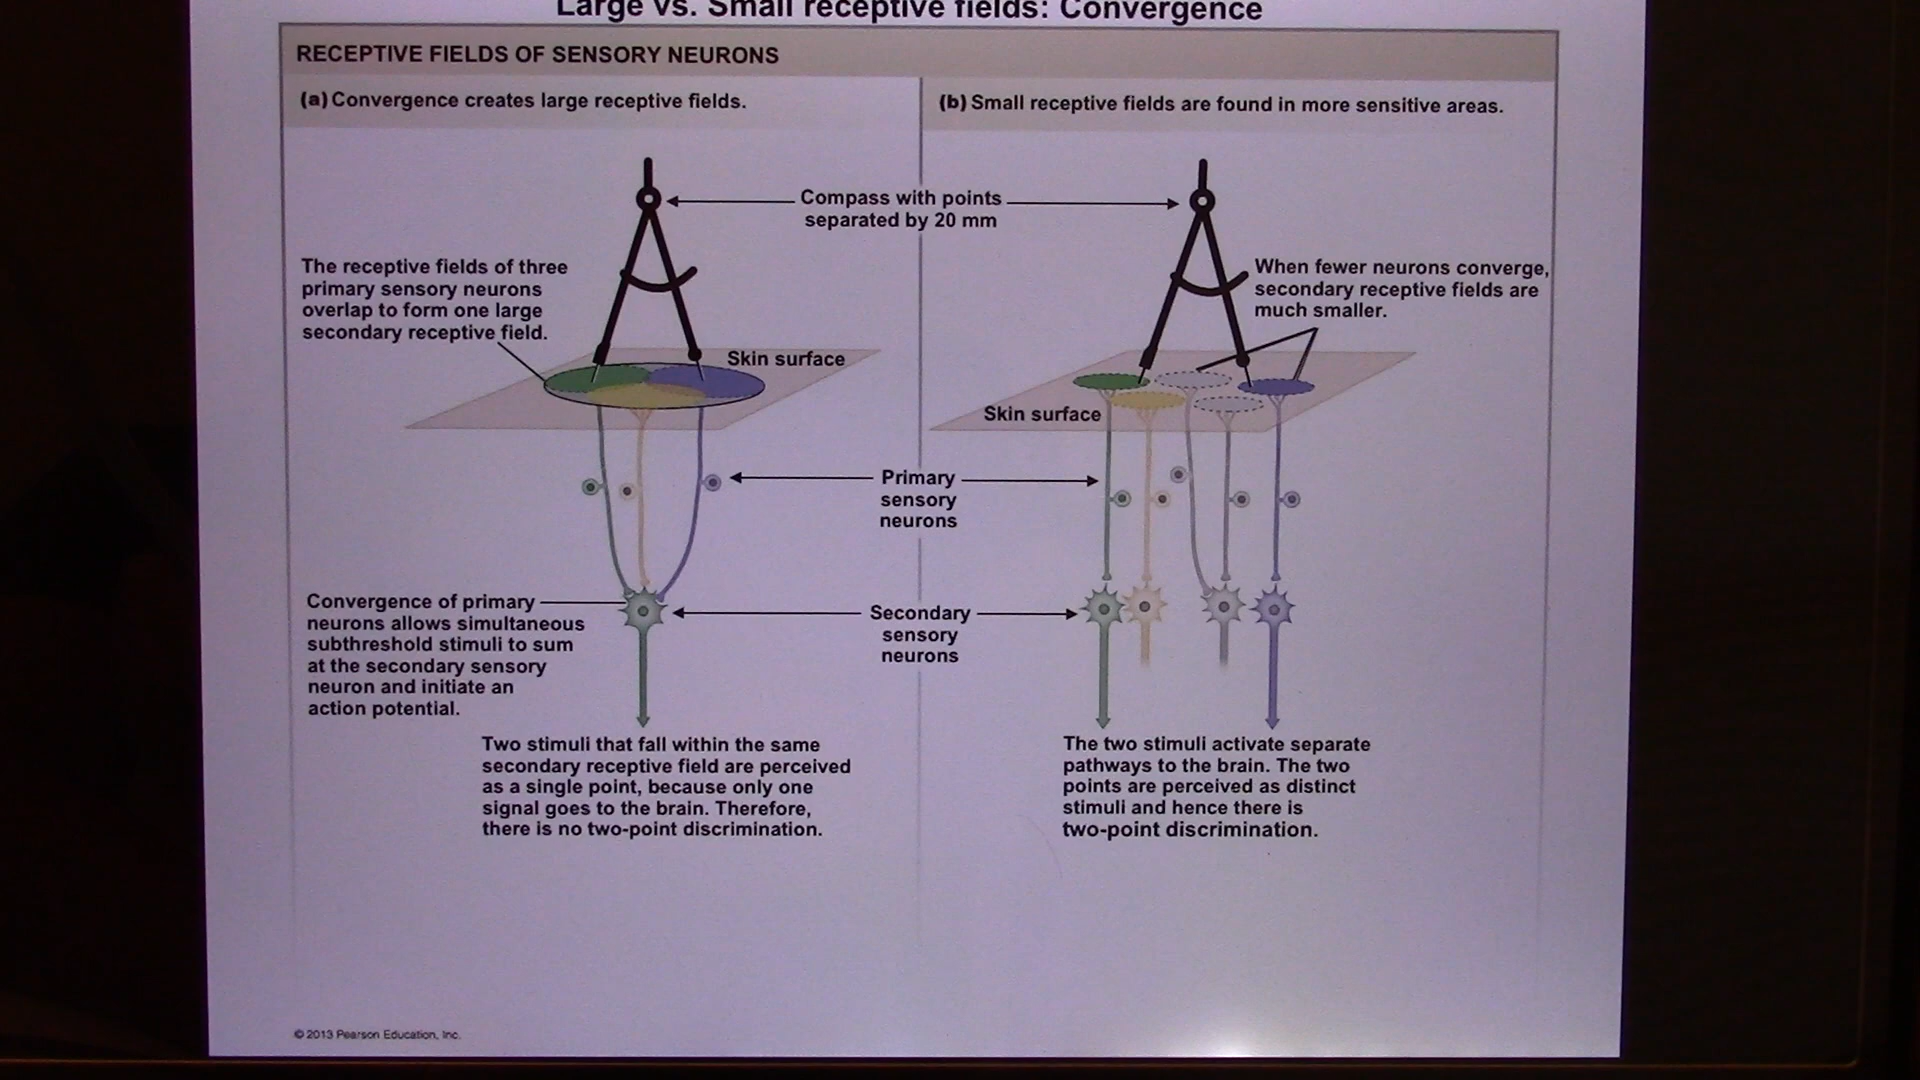 Large vs. Small receptive fields: Convergence
RECEPTIVE FIELDS OF SENSORY NEURONS
(a) Convergence creates large receptive fields.
(b) Small receptive fields are found in more sensitive areas.
Compass with points
separated by 20 mm
The receptive fields of three
primary sensory neurons
overlap to form one large
secondary receptive field.
When fewer neurons converge,
secondary receptive fields are
much smaller.
Skin surface
Skin surface
Primary
sensory
neurons
Convergence of primary
neurons allows simultaneous
subthreshold stimuli to sum
at the secondary sensory
neuron and initiate an
action potential.
Secondary
sensory
neurons
Two stimuli that fall within the same
secondary receptive field are perceived
as a single point, because only one
signal goes to the brain. Therefore,
there is no two-point discrimination.
The two stimuli activate separate
pathways to the brain. The two
points are perceived as distinct
stimuli and hence there is
two-point discrimination.
© 2013 Pearson Education, Inc.